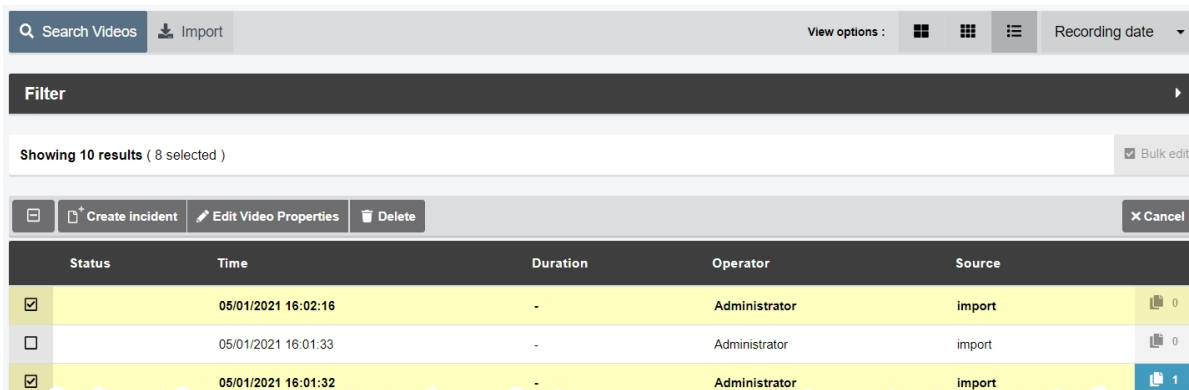 Search Videos Import View options : Recording date
Filter
Showing 10 results ( 8 selected ) Bulk edit
Create incident Edit Video Properties Delete Cancel
Status Time Duration Operator Source
05/01/2021 16:02:16 - Administrator import 0
05/01/2021 16:01:33 - Administrator import 0
05/01/2021 16:01:32 - Administrator import 1